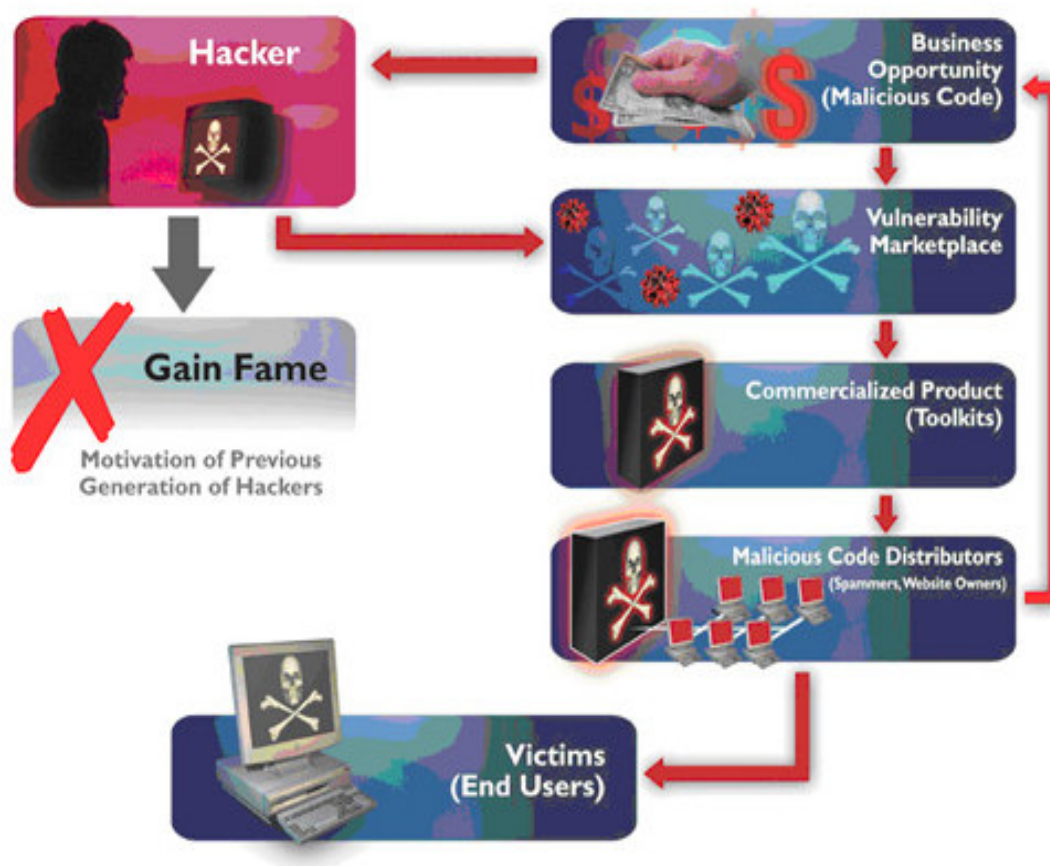 Hacker
Business
Opportunity
(Malicious Code)
Vulnerability
Marketplace
Gain Fame
Motivation of Previous
Generation of Hackers
Commercialized Product
(Toolkits)
Malicious Code Distributors
(Spammers, Website Owners)
Victims
(End Users)